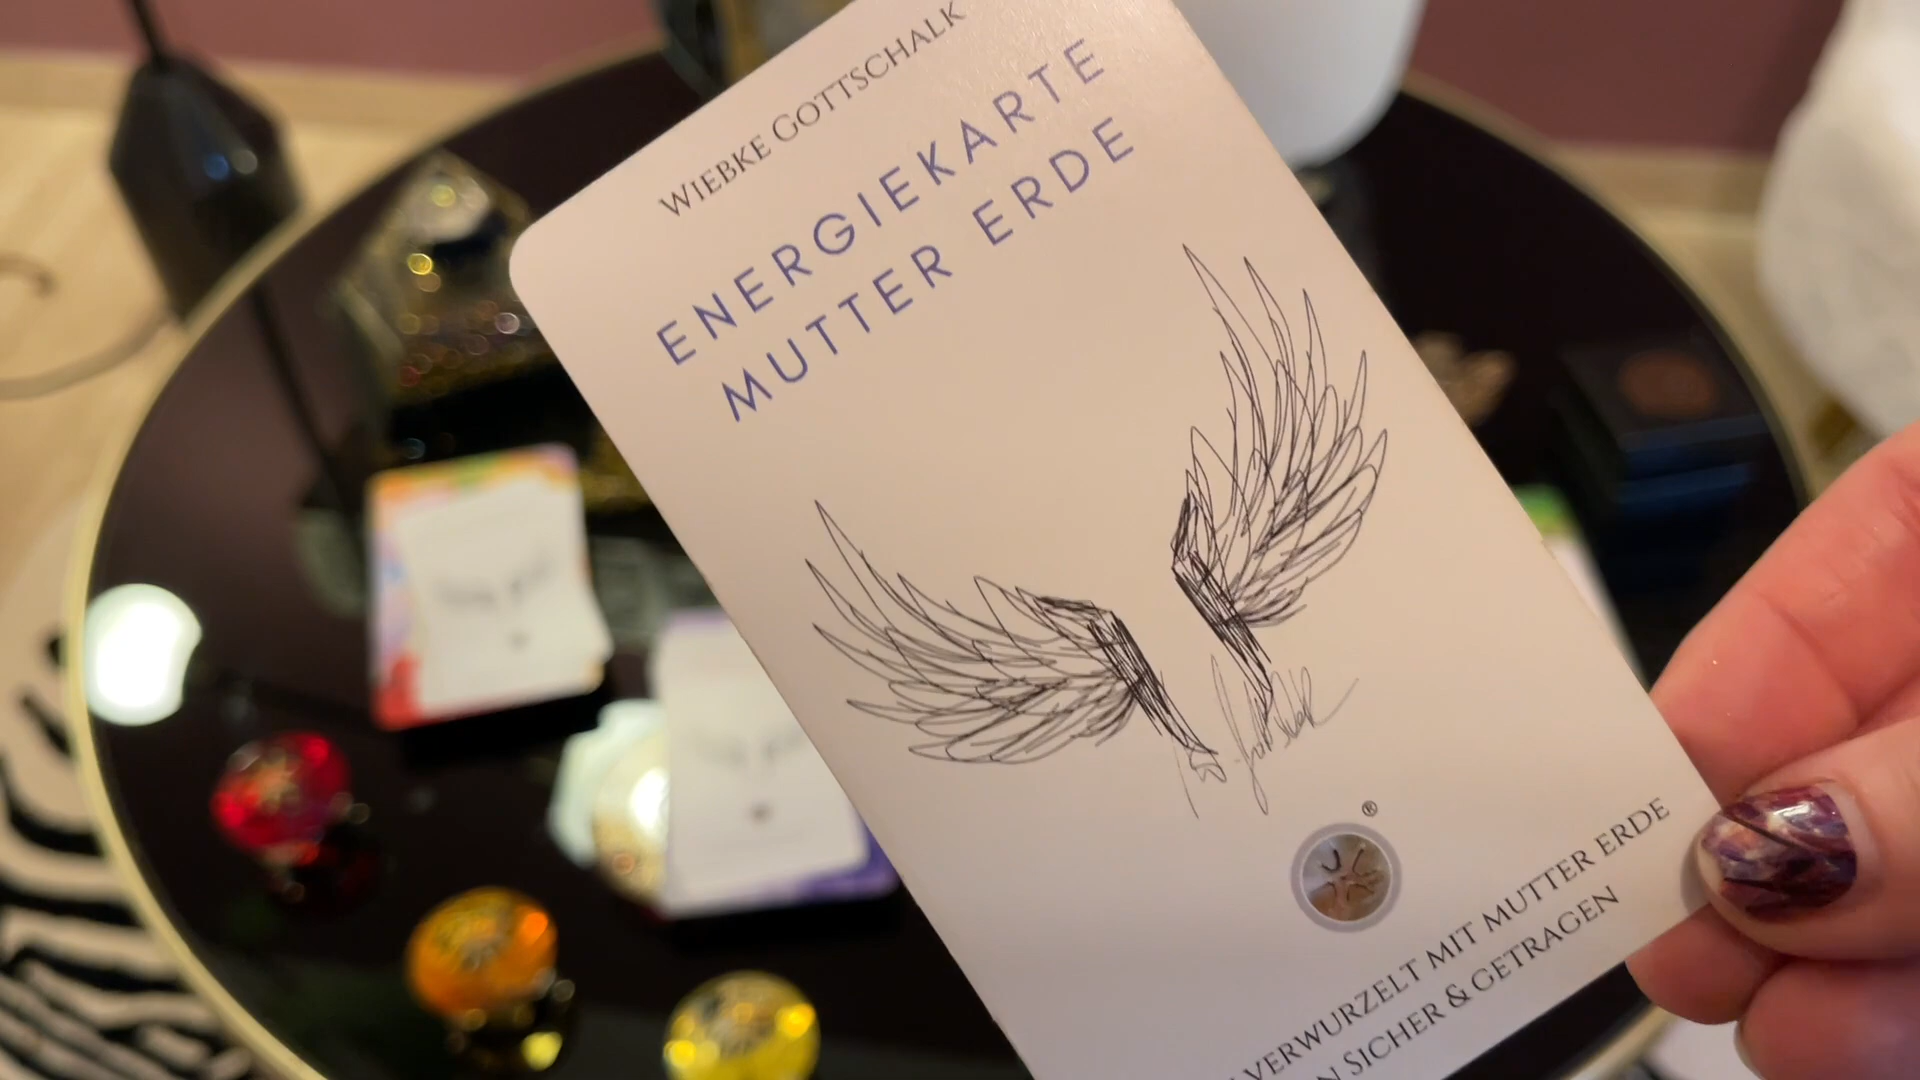 WIEBKE GOTTSCHALK
ENERGIEKARTE
MUTTER ERDE
®
VERWURZELT MIT MUTTER ERDE
SICHER & GETRAGEN